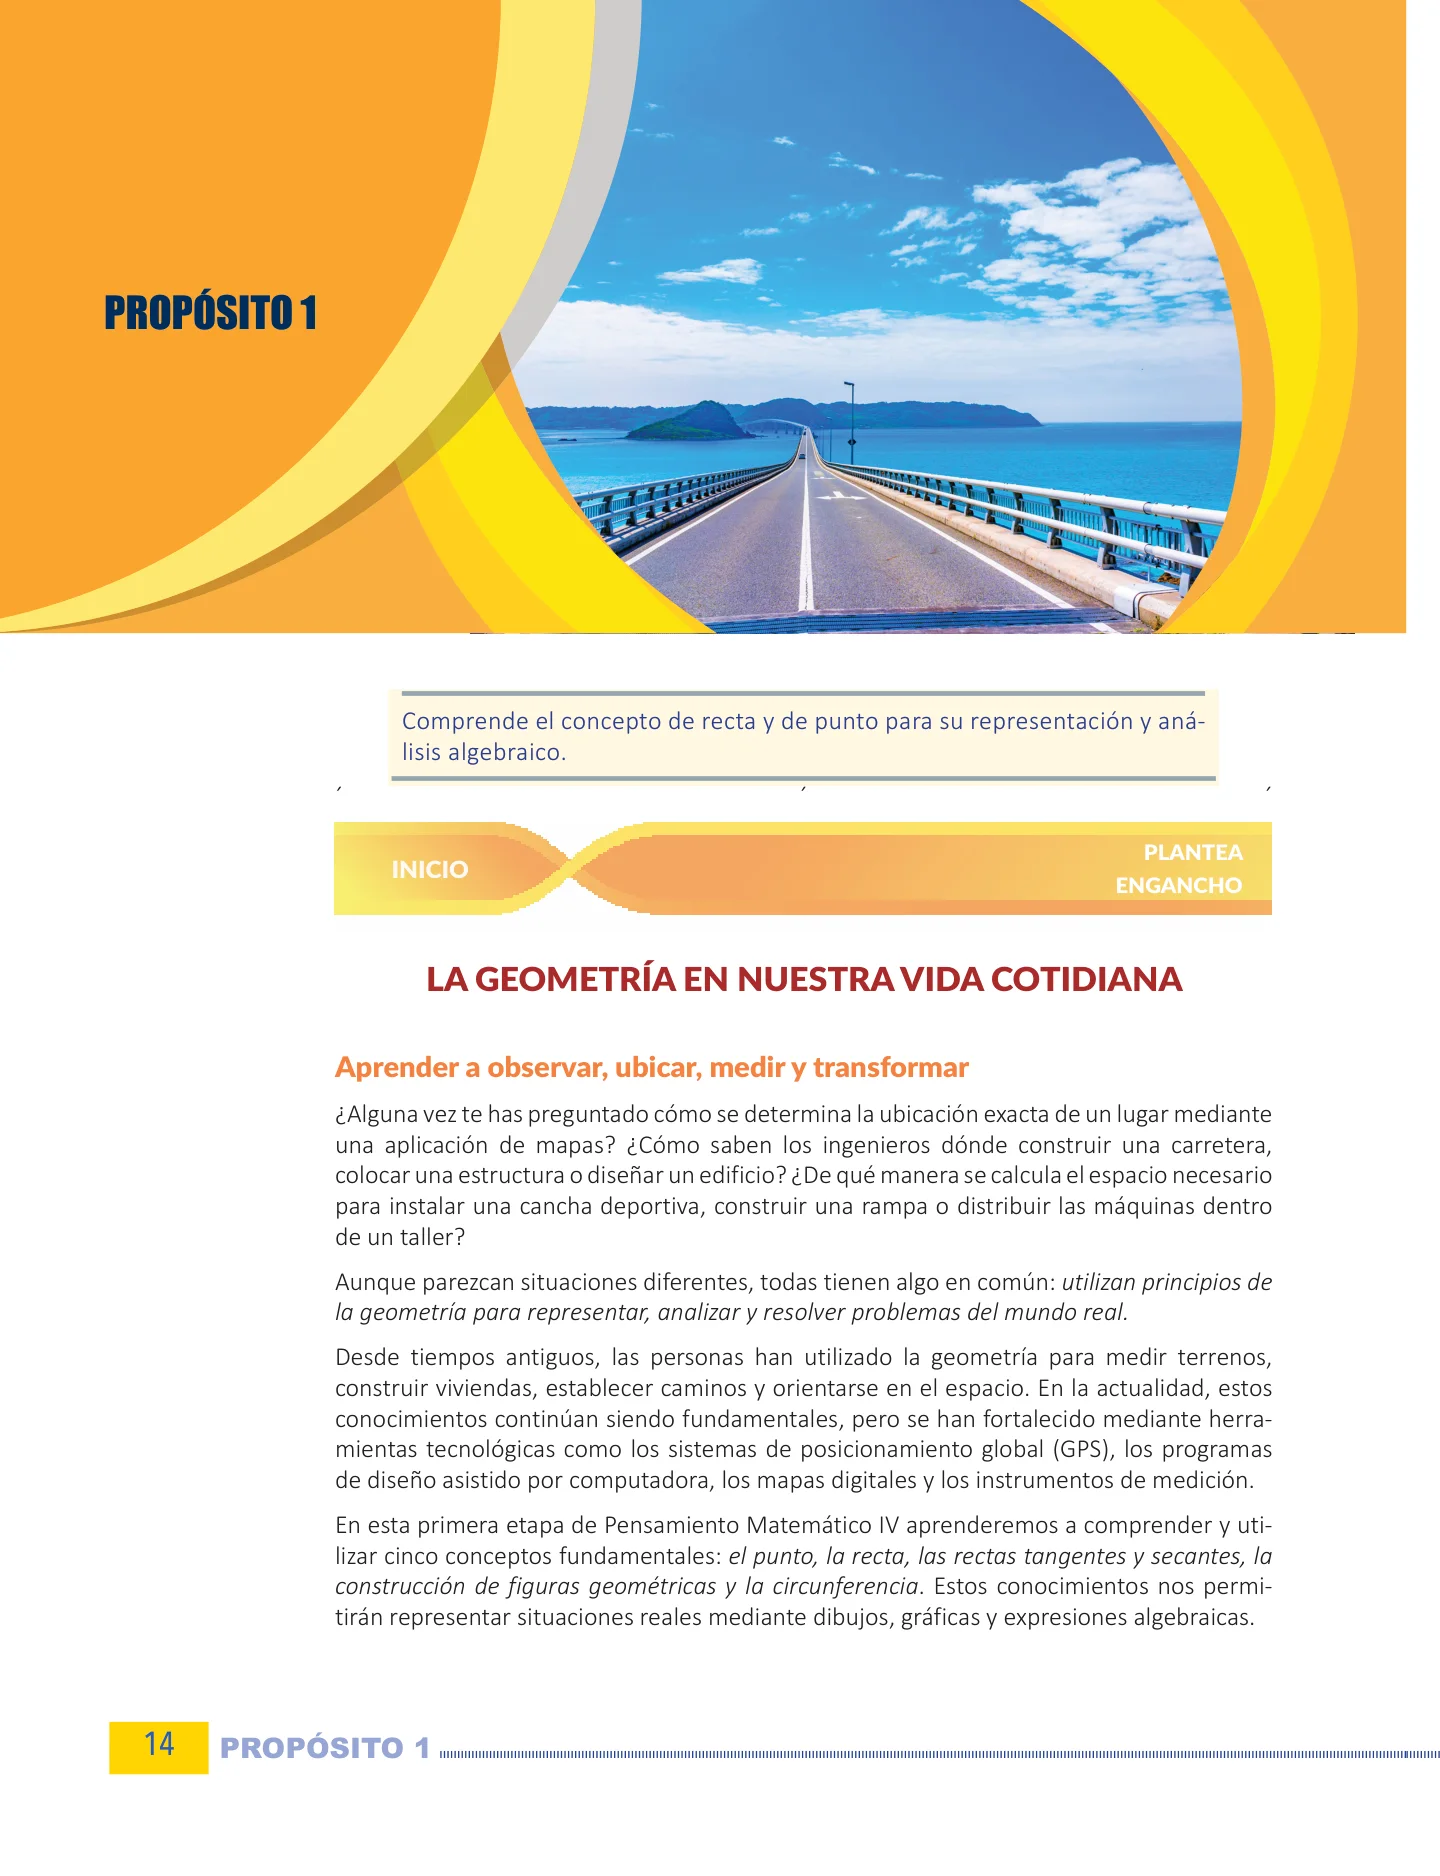 PROPÓSITO 1
Comprende el concepto de recta y de punto para su representación y aná-
lisis algebraico.
INICIO
PLANTEA
ENGANCHO
LA GEOMETRÍA EN NUESTRA VIDA COTIDIANA
Aprender a observar, ubicar, medir y transformar
¿Alguna vez te has preguntado cómo se determina la ubicación exacta de un lugar mediante
una aplicación de mapas? ¿Cómo saben los ingenieros dónde construir una carretera,
colocar una estructura o diseñar un edificio? ¿De qué manera se calcula el espacio necesario
para instalar una cancha deportiva, construir una rampa o distribuir las máquinas dentro
de un taller?
Aunque parezcan situaciones diferentes, todas tienen algo en común: utilizan principios de
la geometría para representar, analizar y resolver problemas del mundo real.
Desde tiempos antiguos, las personas han utilizado la geometría para medir terrenos,
construir viviendas, establecer caminos y orientarse en el espacio. En la actualidad, estos
conocimientos continúan siendo fundamentales, pero se han fortalecido mediante herra-
mientas tecnológicas como los sistemas de posicionamiento global (GPS), los programas
de diseño asistido por computadora, los mapas digitales y los instrumentos de medición.
En esta primera etapa de Pensamiento Matemático IV aprenderemos a comprender y uti-
lizar cinco conceptos fundamentales: el punto, la recta, las rectas tangentes y secantes, la
construcción de figuras geométricas y la circunferencia. Estos conocimientos nos permi-
tirán representar situaciones reales mediante dibujos, gráficas y expresiones algebraicas.
14 PROPÓSITO 1